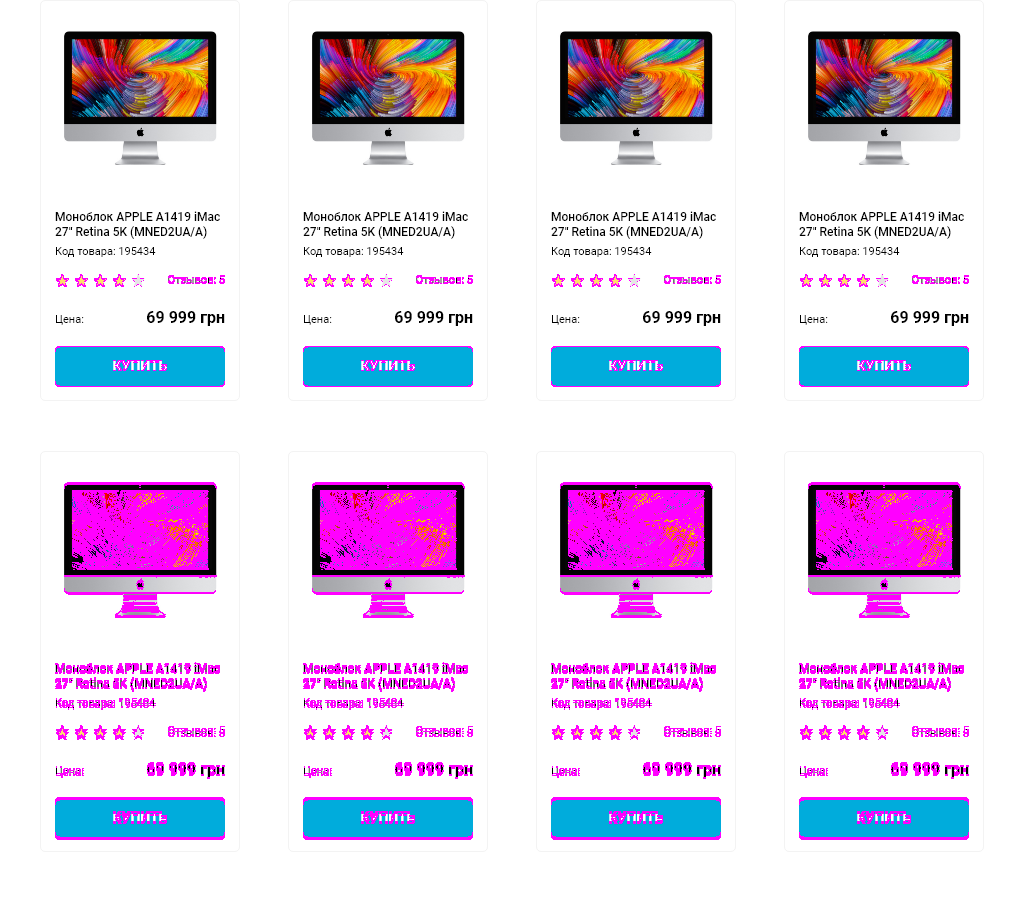 Моноблок APPLE A1419 iMac
27" Retina 5K (MNED2UA/A)
Код товара: 195434
Отзывов: 5
Цена:
69 999 грн
КУПИТЬ
Моноблок APPLE A1419 iMac
27" Retina 5K (MNED2UA/A)
Код товара: 195434
Отзывов: 5
Цена:
69 999 грн
КУПИТЬ
Моноблок APPLE A1419 iMac
27" Retina 5K (MNED2UA/A)
Код товара: 195434
Отзывов: 5
Цена:
69 999 грн
КУПИТЬ
Моноблок APPLE A1419 iMac
27" Retina 5K (MNED2UA/A)
Код товара: 195434
Отзывов: 5
Цена:
69 999 грн
КУПИТЬ
Моноблок APPLE A1419 iMac
27" Retina 5K (MNED2UA/A)
Код товара: 195434
Отзывов: 5
Цена:
69 999 грн
КУПИТЬ
Моноблок APPLE A1419 iMac
27" Retina 5K (MNED2UA/A)
Код товара: 195434
Отзывов: 5
Цена:
69 999 грн
КУПИТЬ
Моноблок APPLE A1419 iMac
27" Retina 5K (MNED2UA/A)
Код товара: 195434
Отзывов: 5
Цена:
69 999 грн
КУПИТЬ
Моноблок APPLE A1419 iMac
27" Retina 5K (MNED2UA/A)
Код товара: 195434
Отзывов: 5
Цена:
69 999 грн
КУПИТЬ